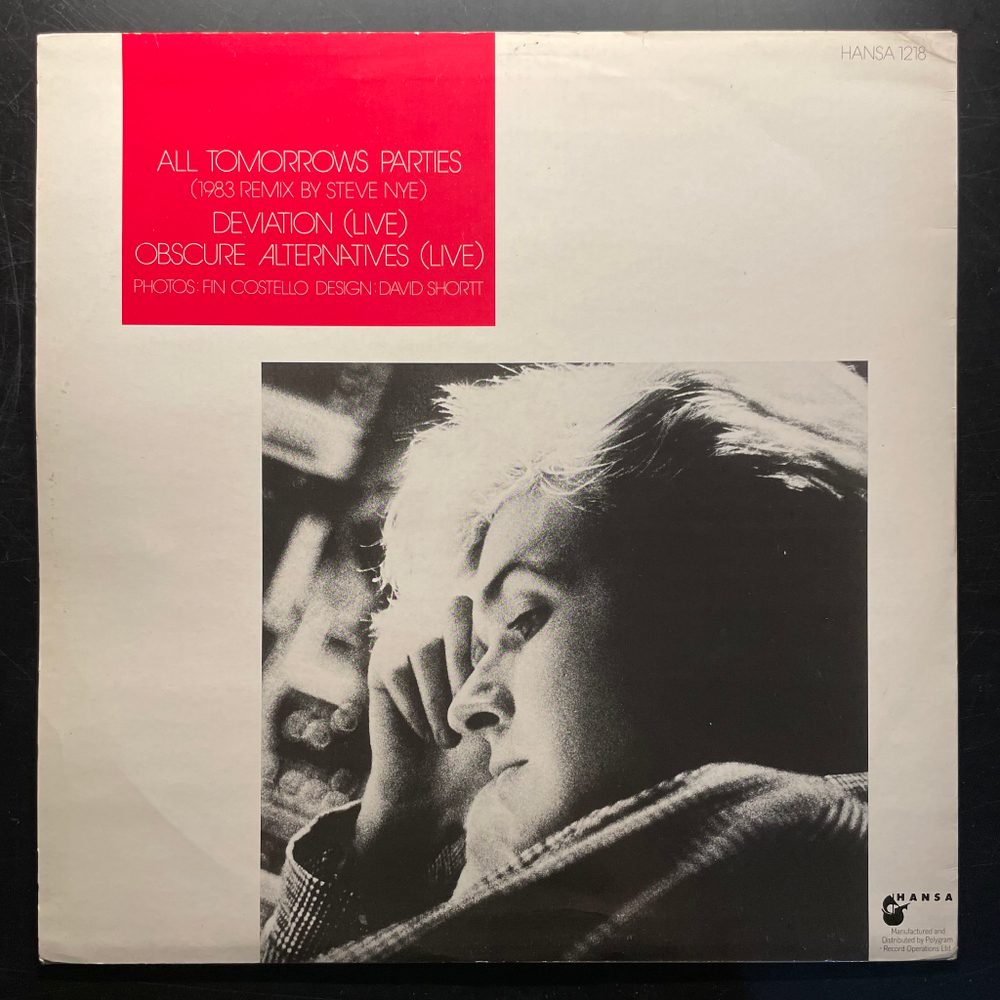 HANSA 1218
ALL TOMORROWS PARTIES
(1983 REMIX BY STEVE NYE)
DEVIATION (LIVE)
OBSCURE ALTERNATIVES (LIVE)
PHOTOS: FIN COSTELLO DESIGN: DAVID SHORTT
HANSA
Manufactured and
Distributed by Polygram
Record Operations Ltd.